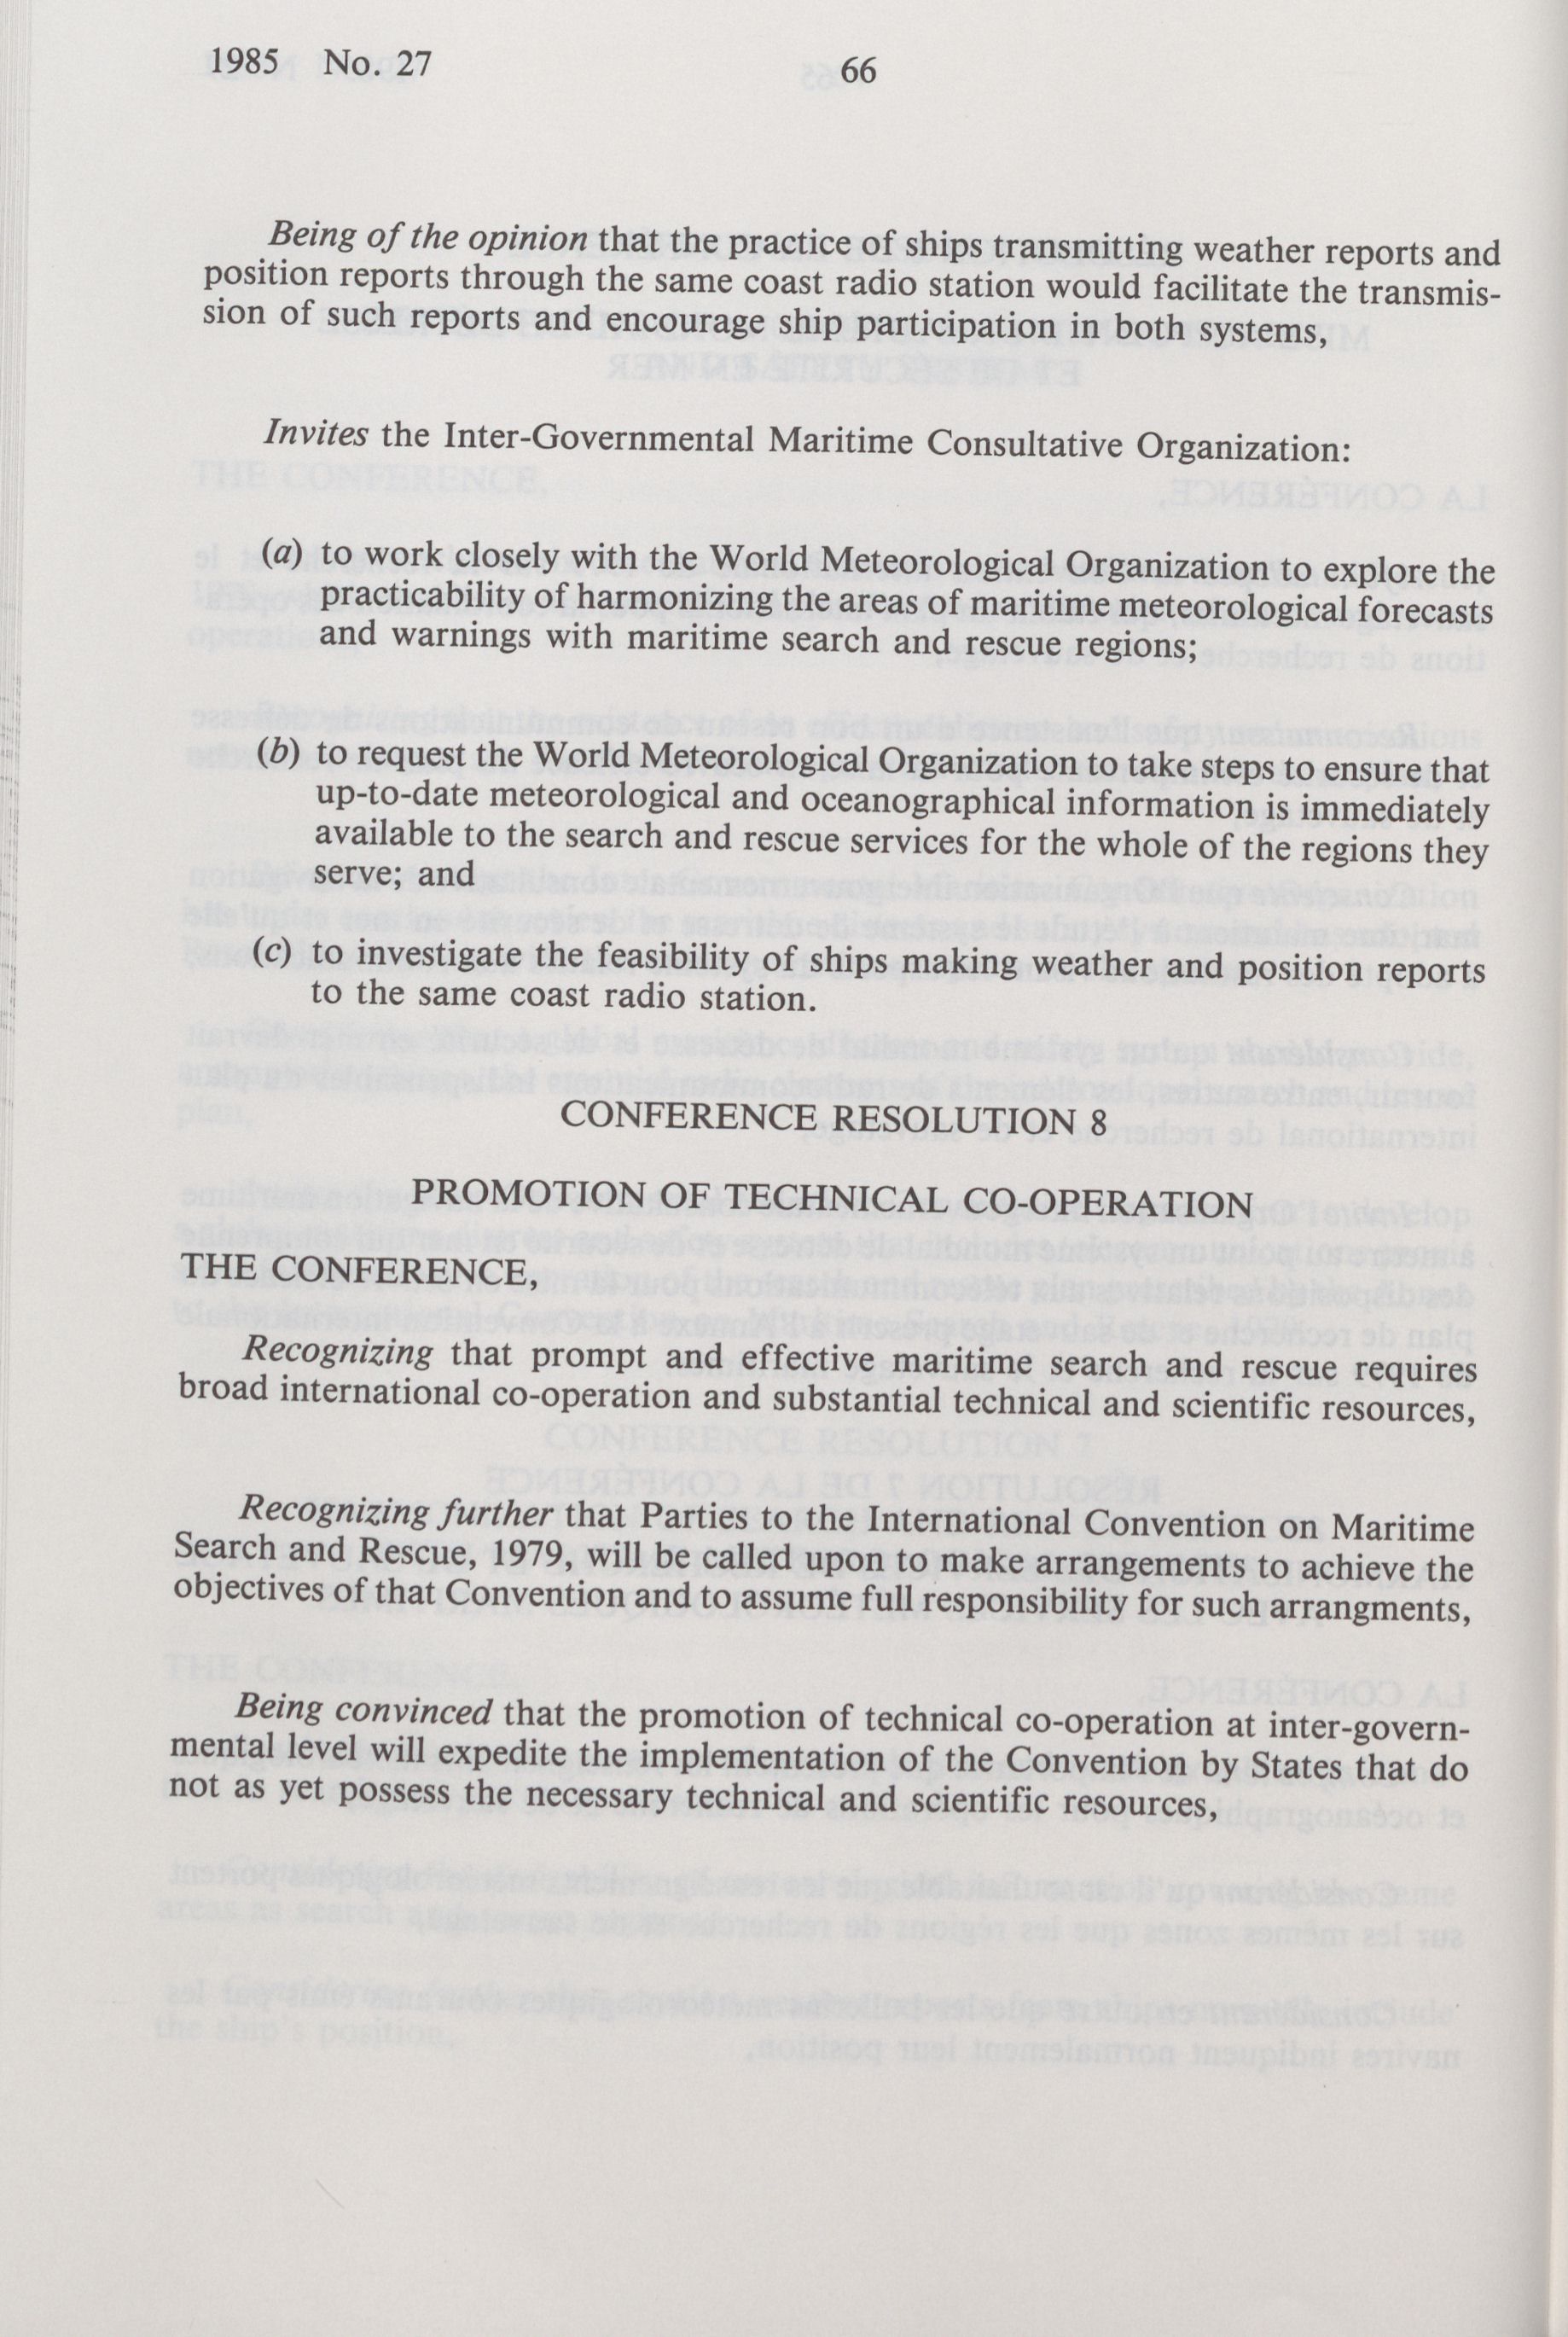 1985 No. 27
66
Being of the opinion that the practice of ships transmitting weather reports and
position reports through the same coast radio station would facilitate the transmis-
sion of such reports and encourage ship participation in both systems,
Invites the Inter-Governmental Maritime Consultative Organization:
(a) to work closely with the World Meteorological Organization to explore the
practicability of harmonizing the areas of maritime meteorological forecasts
and warnings with maritime search and rescue regions;
(b) to request the World Meteorological Organization to take steps to ensure that
up-to-date meteorological and oceanographical information is immediately
available to the search and rescue services for the whole of the regions they
serve; and
(c) to investigate the feasibility of ships making weather and position reports
to the same coast radio station.
CONFERENCE RESOLUTION 8
PROMOTION OF TECHNICAL CO-OPERATION
THE CONFERENCE,
Recognizing that prompt and effective maritime search and rescue requires
broad international co-operation and substantial technical and scientific resources,
Recognizing further that Parties to the International Convention on Maritime
Search and Rescue, 1979, will be called upon to make arrangements to achieve the
objectives of that Convention and to assume full responsibility for such arrangments,
Being convinced that the promotion of technical co-operation at inter-govern-
mental level will expedite the implementation of the Convention by States that do
not as yet possess the necessary technical and scientific resources,